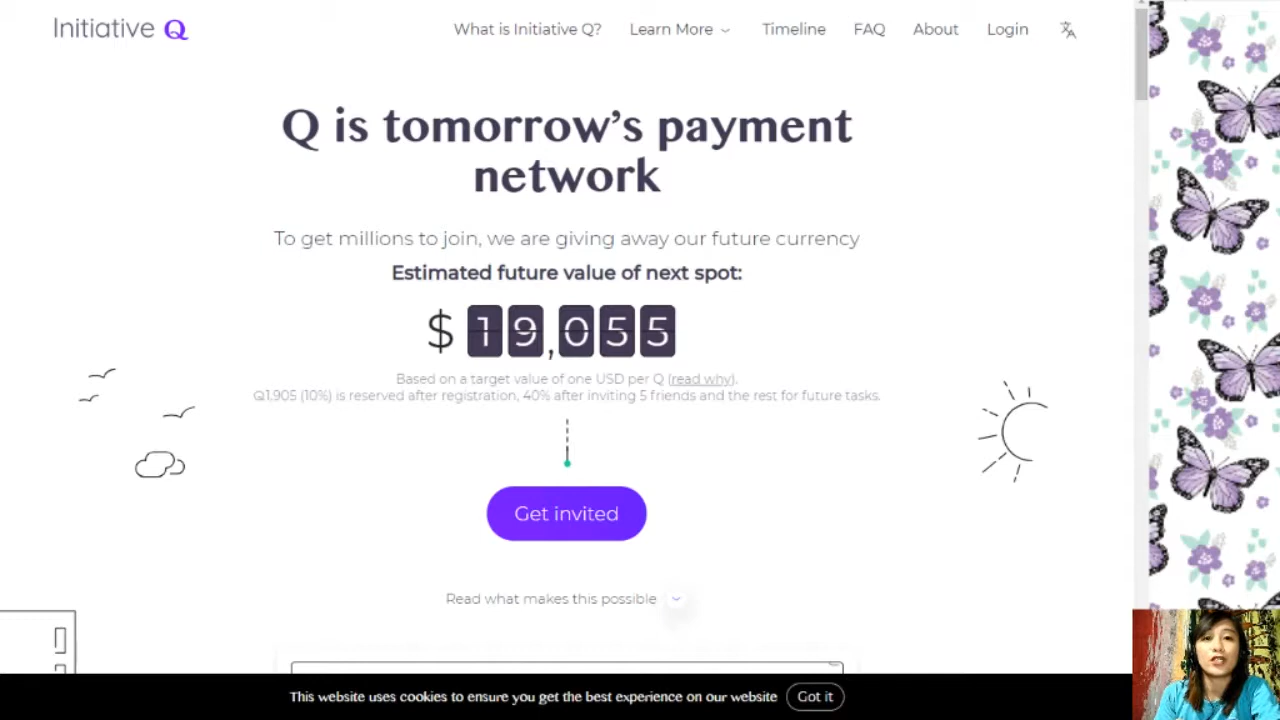 Initiative Q
What is Initiative Q? Learn More Timeline FAQ About Login
Q is tomorrow's payment
network
To get millions to join, we are giving away our future currency
Estimated future value of next spot:
$ 19,055
Based on a target value of one USD per Q (read why).
Q1,905 (10%) is reserved after registration, 40% after inviting 5 friends and the rest for future tasks.
Get invited
Read what makes this possible
This website uses cookies to ensure you get the best experience on our website Got it